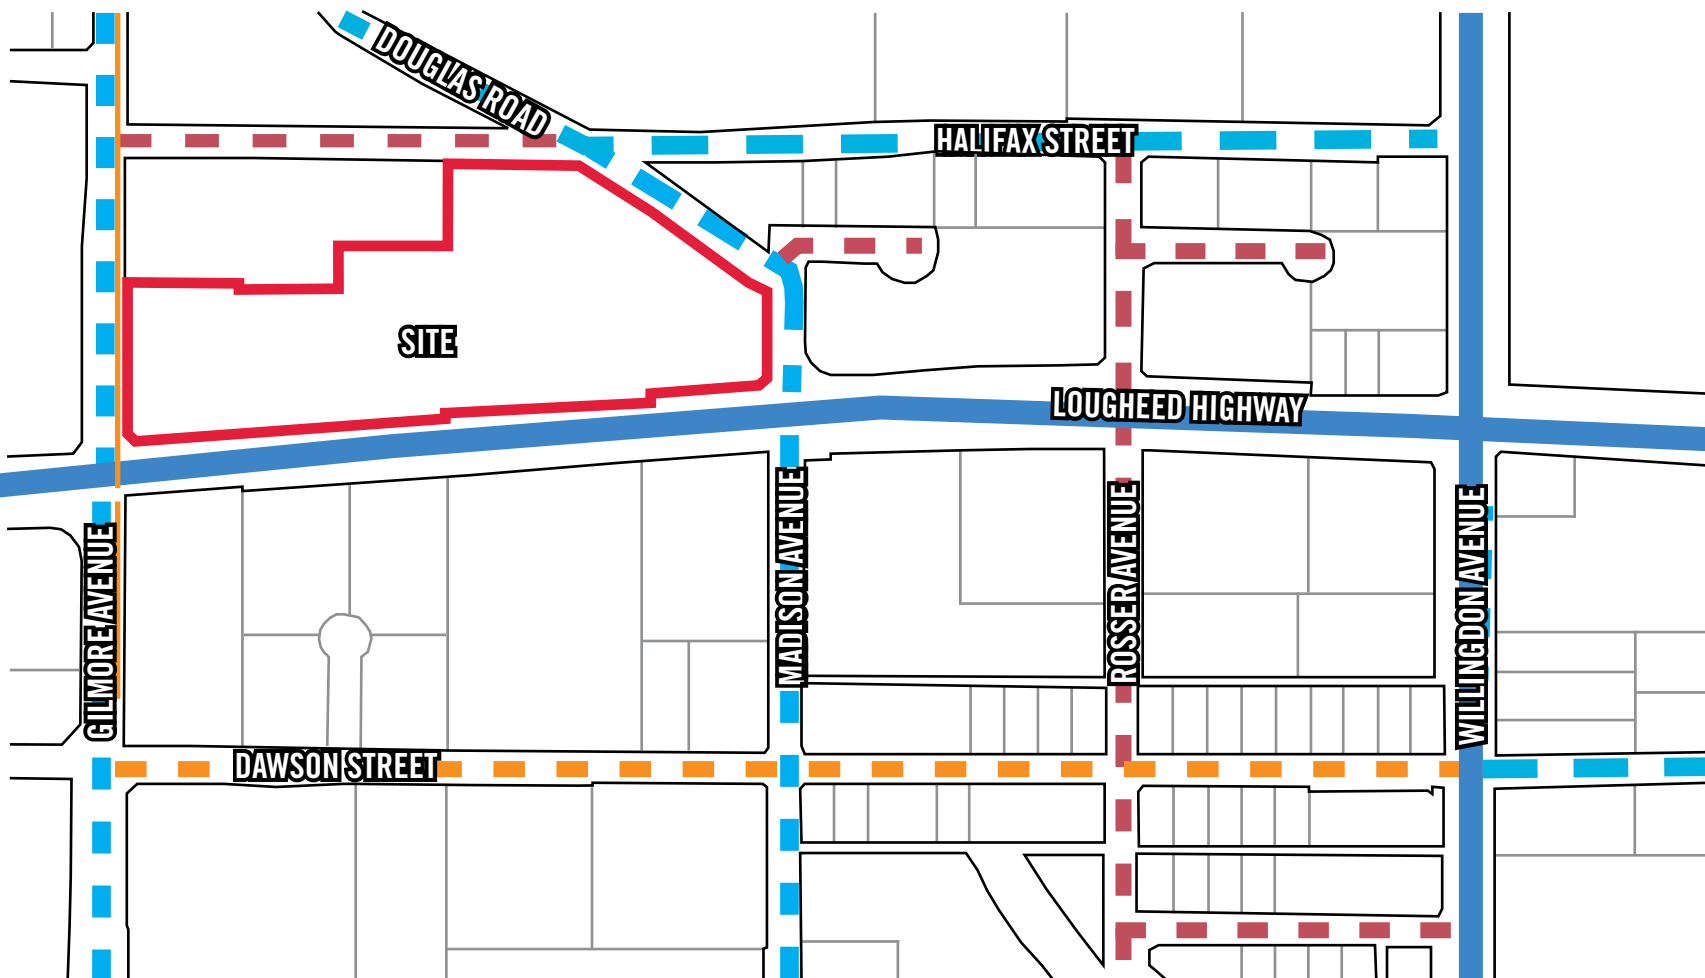 DOUGLAS ROAD
HALIFAX STREET
SITE
LOUGHEED HIGHWAY
GILMORE AVENUE
MADISON AVENUE
ROSSER AVENUE
WILLINGDON AVENUE
DAWSON STREET